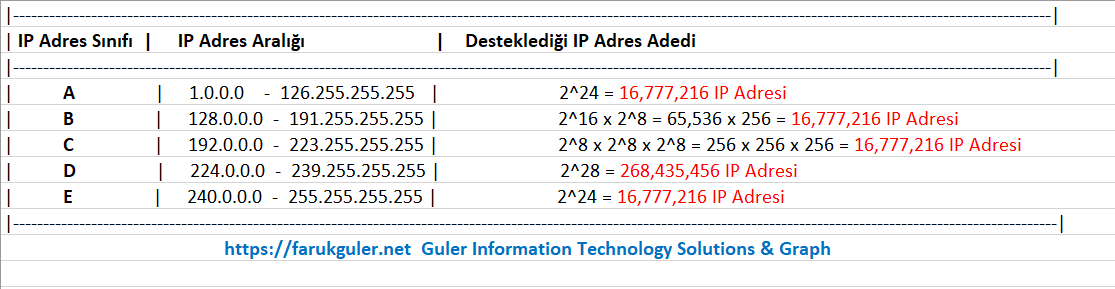 | IP Adres Sınıfı | IP Adres Aralığı | Desteklediği IP Adres Adedi
| A | 1.0.0.0 - 126.255.255.255 | 2^24 = 16,777,216 IP Adresi
| B | 128.0.0.0 - 191.255.255.255 | 2^16 x 2^8 = 65,536 x 256 = 16,777,216 IP Adresi
| C | 192.0.0.0 - 223.255.255.255 | 2^8 x 2^8 x 2^8 = 256 x 256 x 256 = 16,777,216 IP Adresi
| D | 224.0.0.0 - 239.255.255.255 | 2^28 = 268,435,456 IP Adresi
| E | 240.0.0.0 - 255.255.255.255 | 2^24 = 16,777,216 IP Adresi
https://farukguler.net Guler Information Technology Solutions & Graph